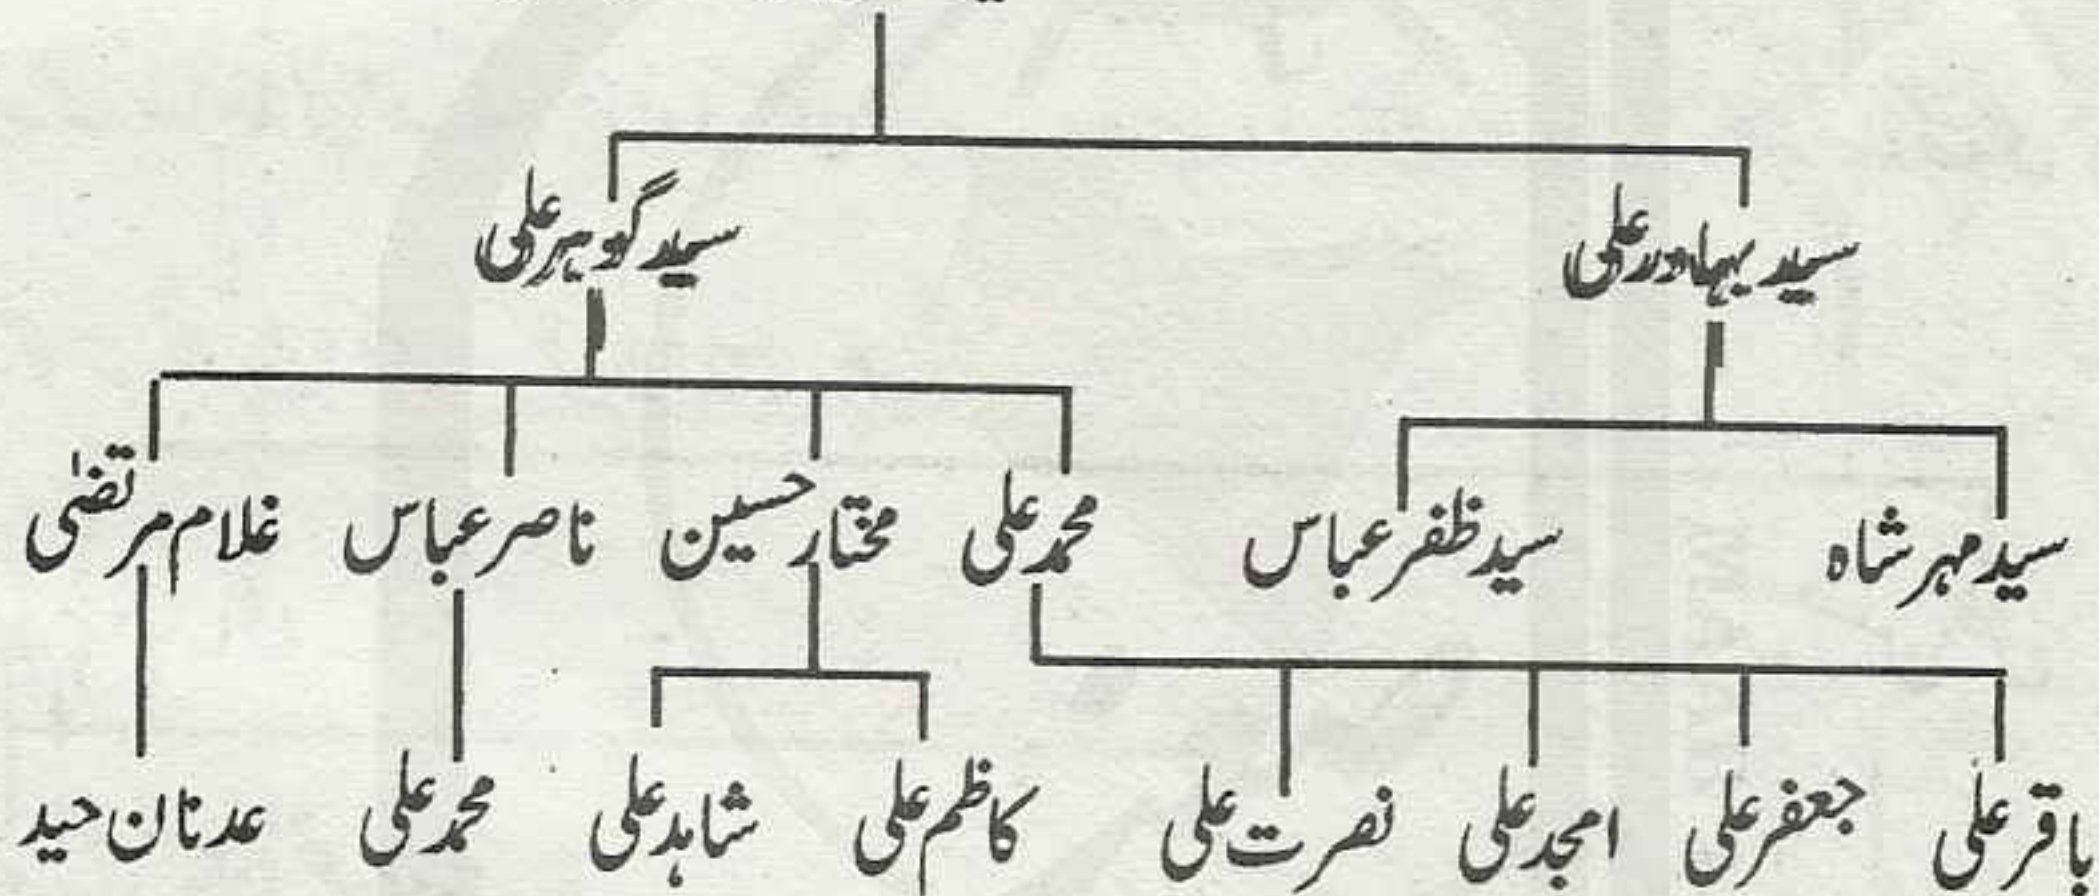 سید بہادر علی سید گوہر علی
سید مہر شاہ سید ظفر عباس محمد علی مختار حسین ناصر عباس غلام مرتضٰی
باقر علی جعفر علی امجد علی نصرت علی کاظم علی شاہد علی محمد علی عدنان حید